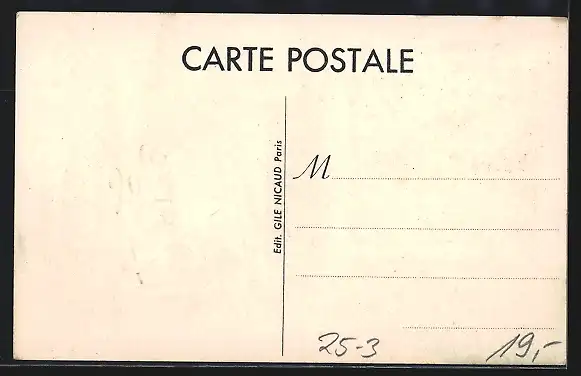 CARTE POSTALE
Edit. GILE NICAUD Paris
M
25-3
19,-